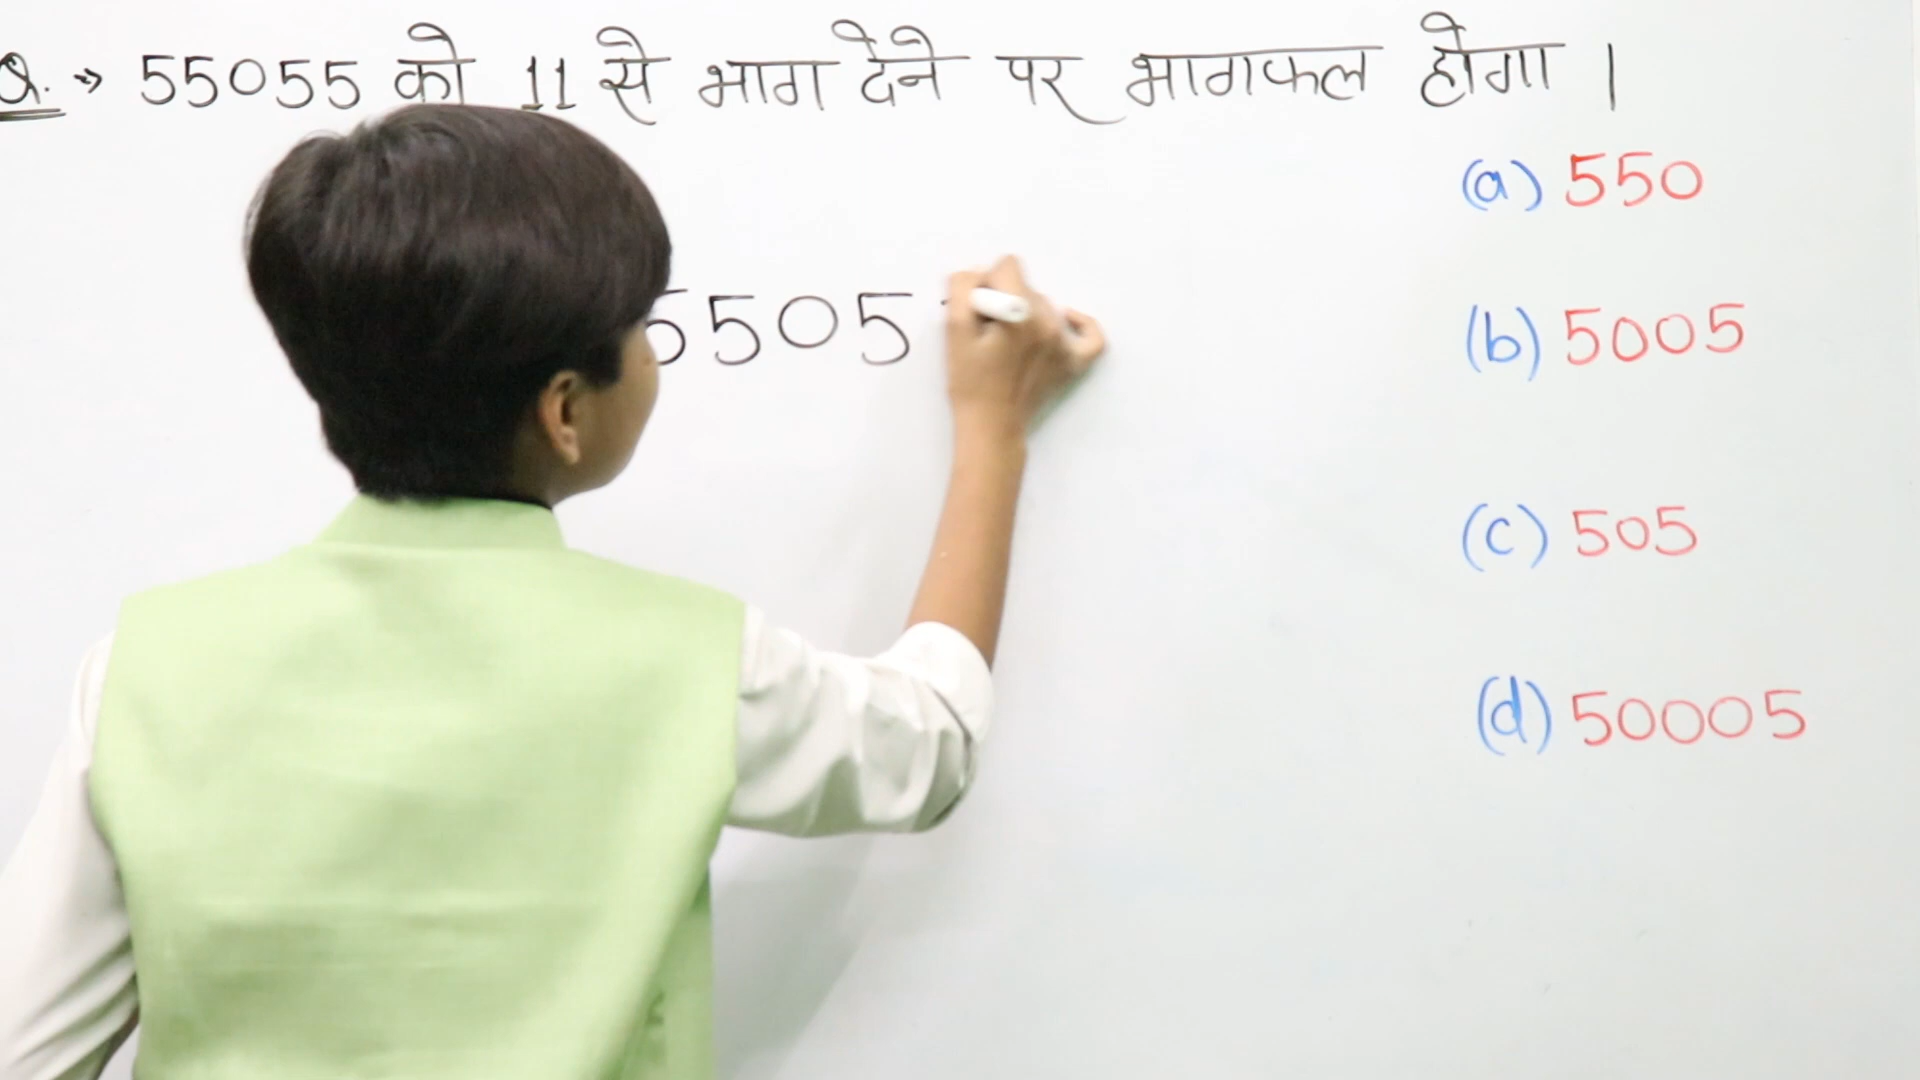 Q. → 55055 को 11 से भाग देने पर भागफल होगा ।
(a) 550
5505
(b) 5005
(c) 505
(d) 50005